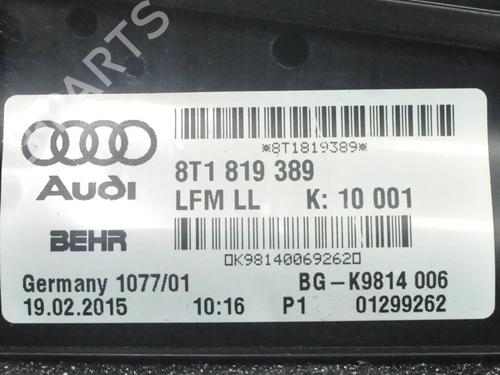 PARTS
*8T1819389*
Audi
8T1 819 389
LFM LL K: 10 001
BEHR
▯K98140069262▯
Germany 1077/01 BG-K9814 006
19.02.2015 10:16 P1 01299262